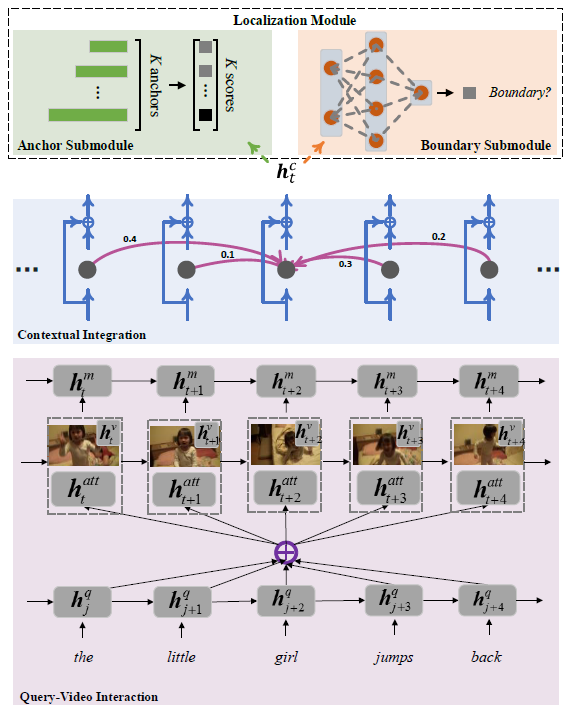 Localization Module
K anchors
K scores
...
...
Boundary?
Anchor Submodule
Boundary Submodule
h_t^c
0.4
0.1
0.3
0.2
...
...
Contextual Integration
h_t^m
h_{t+1}^m
h_{t+2}^m
h_{t+3}^m
h_{t+4}^m
h_t^v
h_{t+1}^v
h_{t+2}^v
h_{t+3}^v
h_{t+4}^v
h_t^{att}
h_{t+1}^{att}
h_{t+2}^{att}
h_{t+3}^{att}
h_{t+4}^{att}
h_j^q
h_{j+1}^q
h_{j+2}^q
h_{j+3}^q
h_{j+4}^q
the little girl jumps back
Query-Video Interaction